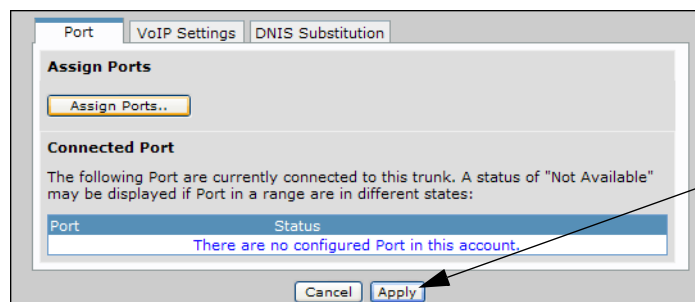 Port VoIP Settings DNIS Substitution
Assign Ports
Assign Ports..
Connected Port
The following Port are currently connected to this trunk. A status of "Not Available"
may be displayed if Port in a range are in different states:
Port Status
There are no configured Port in this account.
Cancel Apply